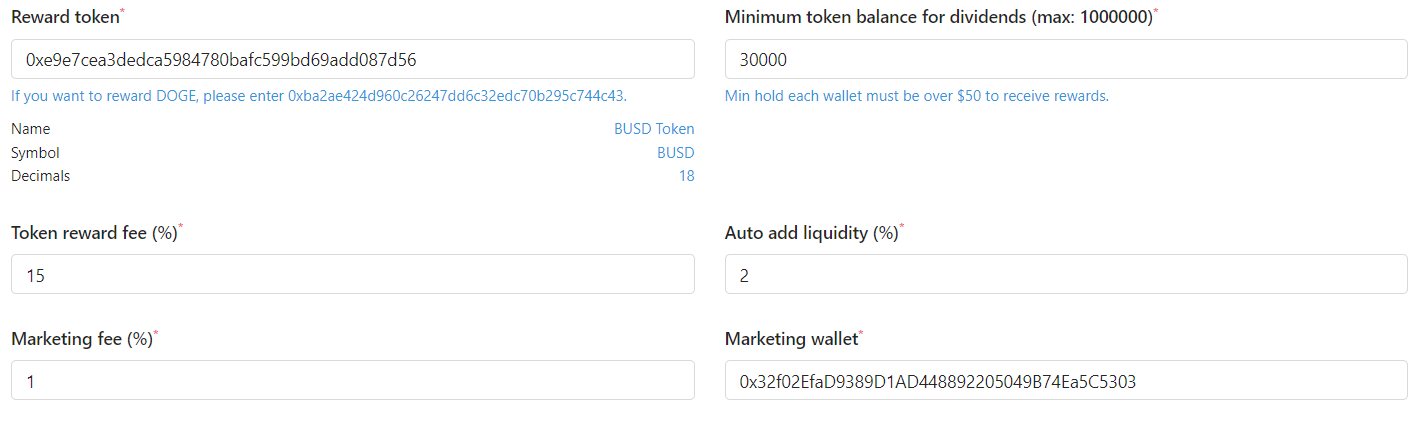 Reward token*
Minimum token balance for dividends (max: 1000000)*
0xe9e7cea3dedca5984780bafc599bd69add087d56
30000
If you want to reward DOGE, please enter 0xba2ae424d960c26247dd6c32edc70b295c744c43.
Min hold each wallet must be over $50 to receive rewards.
Name BUSD Token
Symbol BUSD
Decimals 18
Token reward fee (%)*
Auto add liquidity (%)*
15
2
Marketing fee (%)*
Marketing wallet*
1
0x32f02EfaD9389D1AD448892205049B74Ea5C5303